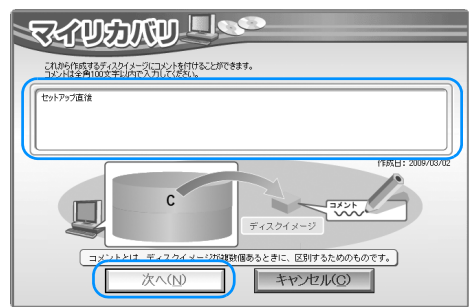 マイリカバリ
これから作成するディスクイメージにコメントを付けることができます。
コメントは全角100文字以内で入力してください。
セットアップ直後
作成日: 2009/03/02
C
コメント
ディスクイメージ
コメントとは、ディスクイメージが複数個あるときに、区別するためのものです。
次へ(N)
キャンセル(C)